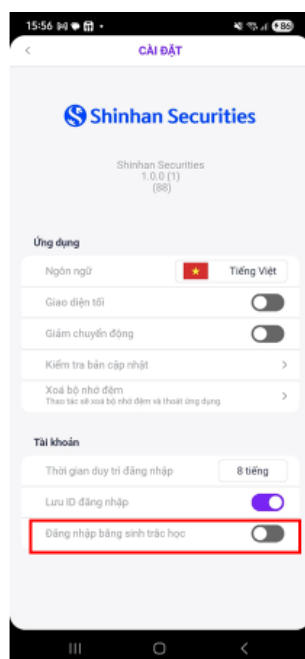 15:56
86
CÀI ĐẶT
Shinhan Securities
Shinhan Securities
1.0.0 (1)
(88)
Ứng dụng
Ngôn ngữ
Tiếng Việt
Giao diện tối
Giảm chuyển động
Kiểm tra bản cập nhật
Xoá bộ nhớ đệm
Thao tác sẽ xoá bộ nhớ đệm và thoát ứng dụng
Tài khoản
Thời gian duy trì đăng nhập
8 tiếng
Lưu ID đăng nhập
Đăng nhập bằng sinh trắc học